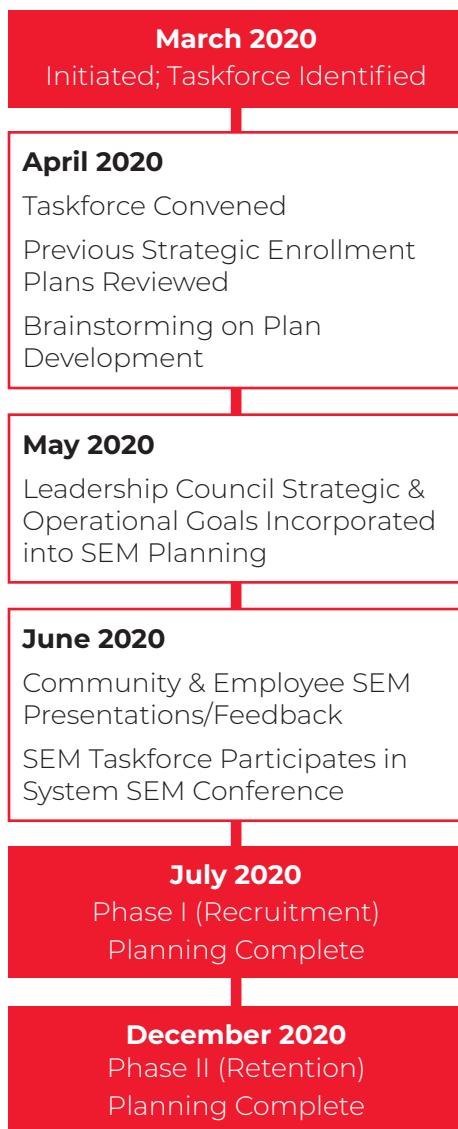 March 2020
Initiated; Taskforce Identified
April 2020
Taskforce Convened
Previous Strategic Enrollment
Plans Reviewed
Brainstorming on Plan
Development
May 2020
Leadership Council Strategic &
Operational Goals Incorporated
into SEM Planning
June 2020
Community & Employee SEM
Presentations/Feedback
SEM Taskforce Participates in
System SEM Conference
July 2020
Phase I (Recruitment)
Planning Complete
December 2020
Phase II (Retention)
Planning Complete